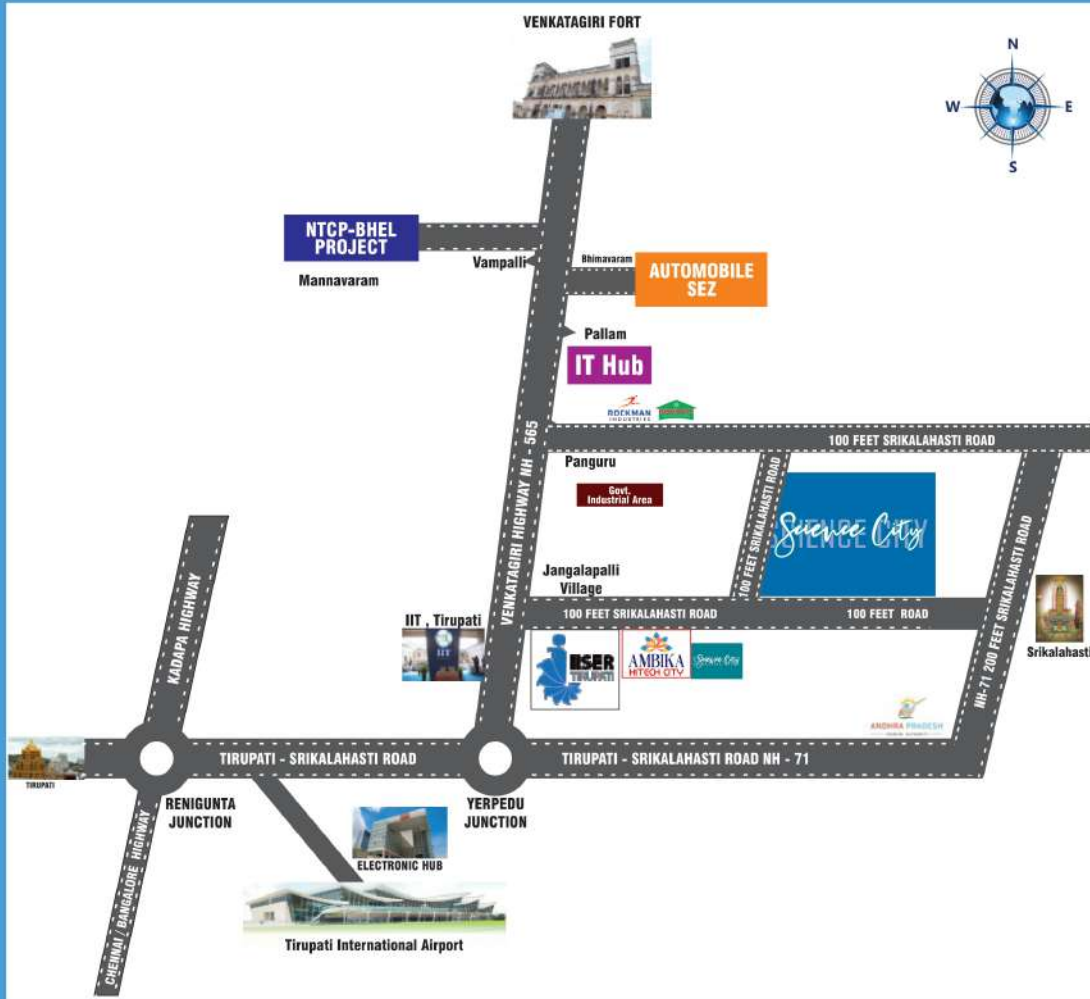 VENKATAGIRI FORT
N
W
E
S
NTCP-BHEL
PROJECT
Mannavaram
Vampalli
Bhimavaram
AUTOMOBILE
SEZ
Pallam
IT Hub
ROCKMAN
INDUSTRIES
100 FEET SRIKALAHASTI ROAD
Panguru
Govt.
Industrial Area
VENKATAGIRI HIGHWAY NH - 565
100 FEET SRIKALAHASTI ROAD
SCIENCE CITY
Science City
NH-71 200 FEET SRIKALAHASTI ROAD
Jangalapalli
Village
100 FEET SRIKALAHASTI ROAD
100 FEET ROAD
Srikalahasti
KADAPA HIGHWAY
IIT , Tirupati
IIT
IISER
TIRUPATI
AMBIKA
HITECH CITY
Science City
ANDHRA PRADESH
TIRUPATI
TIRUPATI - SRIKALAHASTI ROAD
TIRUPATI - SRIKALAHASTI ROAD NH - 71
RENIGUNTA
JUNCTION
YERPEDU
JUNCTION
CHENNAI / BANGALORE HIGHWAY
ELECTRONIC HUB
Tirupati International Airport